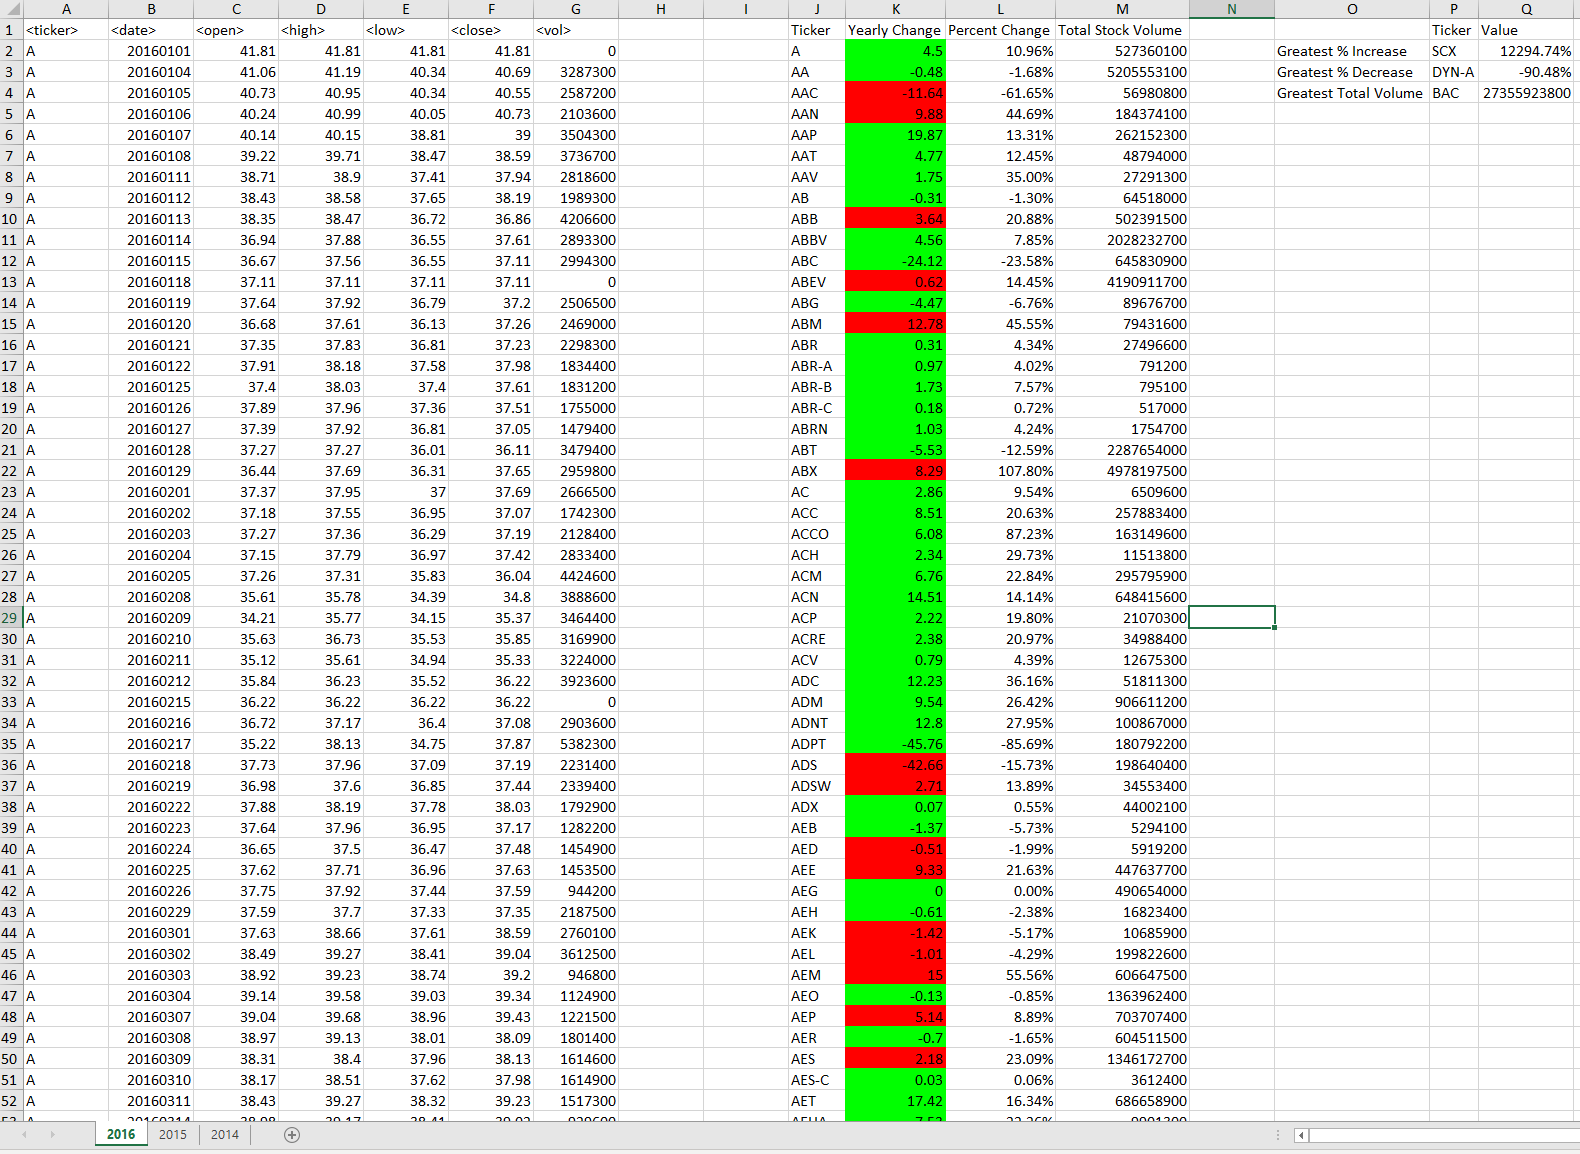 A B C D E F G H I J K L M N O P Q
1 <ticker> <date> <open> <high> <low> <close> <vol> Ticker Yearly Change Percent Change Total Stock Volume Ticker Value
2 A 20160101 41.81 41.81 41.81 41.81 0 A 4.5 10.96% 527360100 Greatest % Increase SCX 12294.74%
3 A 20160104 41.06 41.19 40.34 40.69 3287300 AA -0.48 -1.68% 5205553100 Greatest % Decrease DYN-A -90.48%
4 A 20160105 40.73 40.95 40.34 40.55 2587200 AAC -11.64 -61.65% 56980800 Greatest Total Volume BAC 27355923800
5 A 20160106 40.24 40.99 40.05 40.73 2103600 AAN 9.88 44.69% 184374100
6 A 20160107 40.14 40.15 38.81 39 3504300 AAP 19.87 13.31% 262152300
7 A 20160108 39.22 39.71 38.47 38.59 3736700 AAT 4.77 12.45% 48794000
8 A 20160111 38.71 38.9 37.41 37.94 2818600 AAV 1.75 35.00% 27291300
9 A 20160112 38.43 38.58 37.65 38.19 1989300 AB -0.31 -1.30% 64518000
10 A 20160113 38.35 38.47 36.72 36.86 4206600 ABB 3.64 20.88% 502391500
11 A 20160114 36.94 37.88 36.55 37.61 2893300 ABBV 4.56 7.85% 2028232700
12 A 20160115 36.67 37.56 36.55 37.11 2994300 ABC -24.12 -23.58% 645830900
13 A 20160118 37.11 37.11 37.11 37.11 0 ABEV 0.62 14.45% 4190911700
14 A 20160119 37.64 37.92 36.79 37.2 2506500 ABG -4.47 -6.76% 89676700
15 A 20160120 36.68 37.61 36.13 37.26 2469000 ABM 12.78 45.55% 79431600
16 A 20160121 37.35 37.83 36.81 37.23 2298300 ABR 0.31 4.34% 27496600
17 A 20160122 37.91 38.18 37.58 37.98 1834400 ABR-A 0.97 4.02% 791200
18 A 20160125 37.4 38.03 37.4 37.61 1831200 ABR-B 1.73 7.57% 795100
19 A 20160126 37.89 37.96 37.36 37.51 1755000 ABR-C 0.18 0.72% 517000
20 A 20160127 37.39 37.92 36.81 37.05 1479400 ABRN 1.03 4.24% 1754700
21 A 20160128 37.27 37.27 36.01 36.11 3479400 ABT -5.53 -12.59% 2287654000
22 A 20160129 36.44 37.69 36.31 37.65 2959800 ABX 8.29 107.80% 4978197500
23 A 20160201 37.37 37.95 37 37.69 2666500 AC 2.86 9.54% 6509600
24 A 20160202 37.18 37.55 36.95 37.07 1742300 ACC 8.51 20.63% 257883400
25 A 20160203 37.27 37.36 36.29 37.19 2128400 ACCO 6.08 87.23% 163149600
26 A 20160204 37.15 37.79 36.97 37.42 2833400 ACH 2.34 29.73% 11513800
27 A 20160205 37.26 37.31 35.83 36.04 4424600 ACM 6.76 22.84% 295795900
28 A 20160208 35.61 35.78 34.39 34.8 3888600 ACN 14.51 14.14% 648415600
29 A 20160209 34.21 35.77 34.15 35.37 3464400 ACP 2.22 19.80% 21070300
30 A 20160210 35.63 36.73 35.53 35.85 3169900 ACRE 2.38 20.97% 34988400
31 A 20160211 35.12 35.61 34.94 35.33 3224000 ACV 0.79 4.39% 12675300
32 A 20160212 35.84 36.23 35.52 36.22 3923600 ADC 12.23 36.16% 51811300
33 A 20160215 36.22 36.22 36.22 36.22 0 ADM 9.54 26.42% 906611200
34 A 20160216 36.72 37.17 36.4 37.08 2903600 ADNT 12.8 27.95% 100867000
35 A 20160217 35.22 38.13 34.75 37.87 5382300 ADPT -45.76 -85.69% 180792200
36 A 20160218 37.73 37.96 37.09 37.19 2231400 ADS -42.66 -15.73% 198640400
37 A 20160219 36.98 37.6 36.85 37.44 2339400 ADSW 2.71 13.89% 34553400
38 A 20160222 37.88 38.19 37.78 38.03 1792900 ADX 0.07 0.55% 44002100
39 A 20160223 37.64 37.96 36.95 37.17 1282200 AEB -1.37 -5.73% 5294100
40 A 20160224 36.65 37.5 36.47 37.48 1454900 AED -0.51 -1.99% 5919200
41 A 20160225 37.62 37.71 36.96 37.63 1453500 AEE 9.33 21.63% 447637700
42 A 20160226 37.75 37.92 37.44 37.59 944200 AEG 0 0.00% 490654000
43 A 20160229 37.59 37.7 37.33 37.35 2187500 AEH -0.61 -2.38% 16823400
44 A 20160301 37.63 38.66 37.61 38.59 2760100 AEK -1.42 -5.17% 10685900
45 A 20160302 38.49 39.27 38.41 39.04 3612500 AEL -1.01 -4.29% 199822600
46 A 20160303 38.92 39.23 38.74 39.2 946800 AEM 15 55.56% 606647500
47 A 20160304 39.14 39.58 39.03 39.34 1124900 AEO -0.13 -0.85% 1363962400
48 A 20160307 39.04 39.68 38.96 39.43 1221500 AEP 5.14 8.89% 703707400
49 A 20160308 38.97 39.13 38.01 38.09 1801400 AER -0.7 -1.65% 604511500
50 A 20160309 38.31 38.4 37.96 38.13 1614600 AES 2.18 23.09% 1346172700
51 A 20160310 38.17 38.51 37.62 37.98 1614900 AES-C 0.03 0.06% 3612400
52 A 20160311 38.43 39.27 38.32 39.23 1517300 AET 17.42 16.34% 686658900
2016 2015 2014